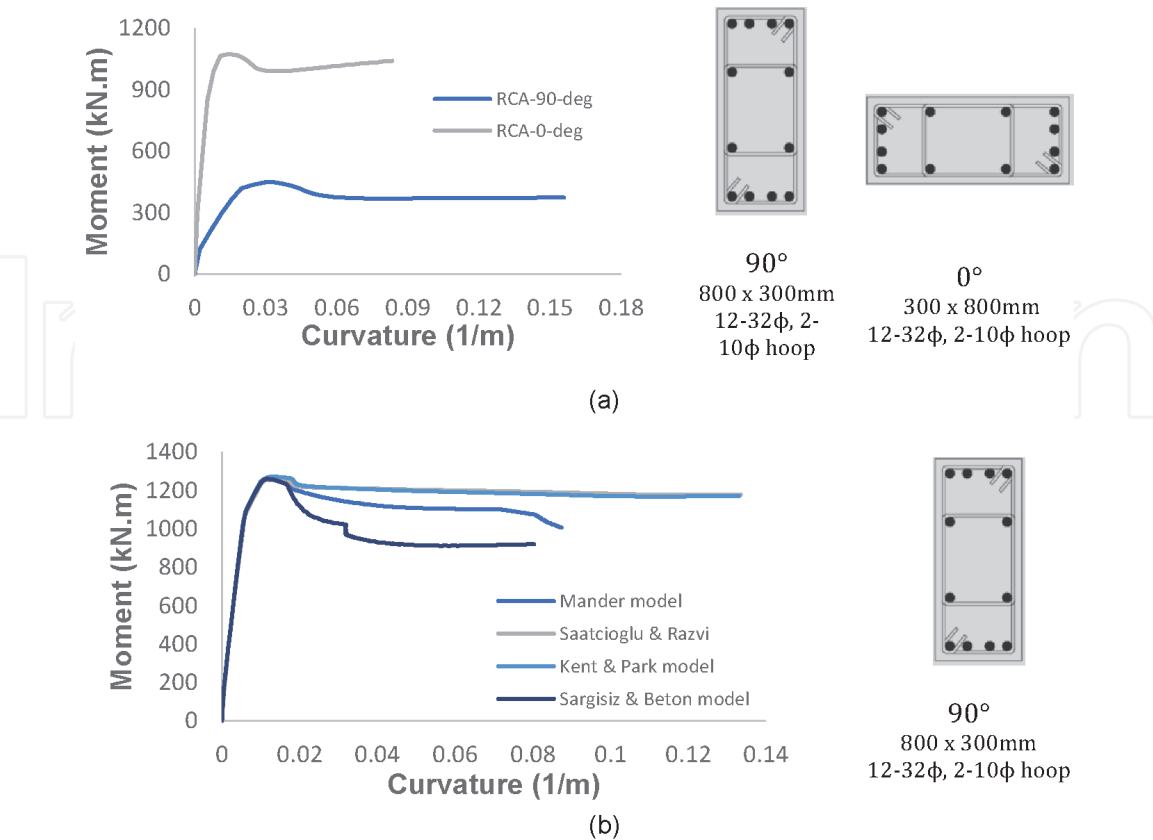 1200
900
600
300
0
Moment (kN.m)
RCA-90-deg
RCA-0-deg
0 0.03 0.06 0.09 0.12 0.15 0.18
Curvature (1/m)
90°
800 x 300mm
12-32ϕ, 2-
10ϕ hoop
0°
300 x 800mm
12-32ϕ, 2-10ϕ hoop
(a)
1400
1200
1000
800
600
400
200
0
Moment (kN.m)
Mander model
Saatcioglu & Razvi
Kent & Park model
Sargisiz & Beton model
0 0.02 0.04 0.06 0.08 0.1 0.12 0.14
Curvature (1/m)
90°
800 x 300mm
12-32ϕ, 2-10ϕ hoop
(b)